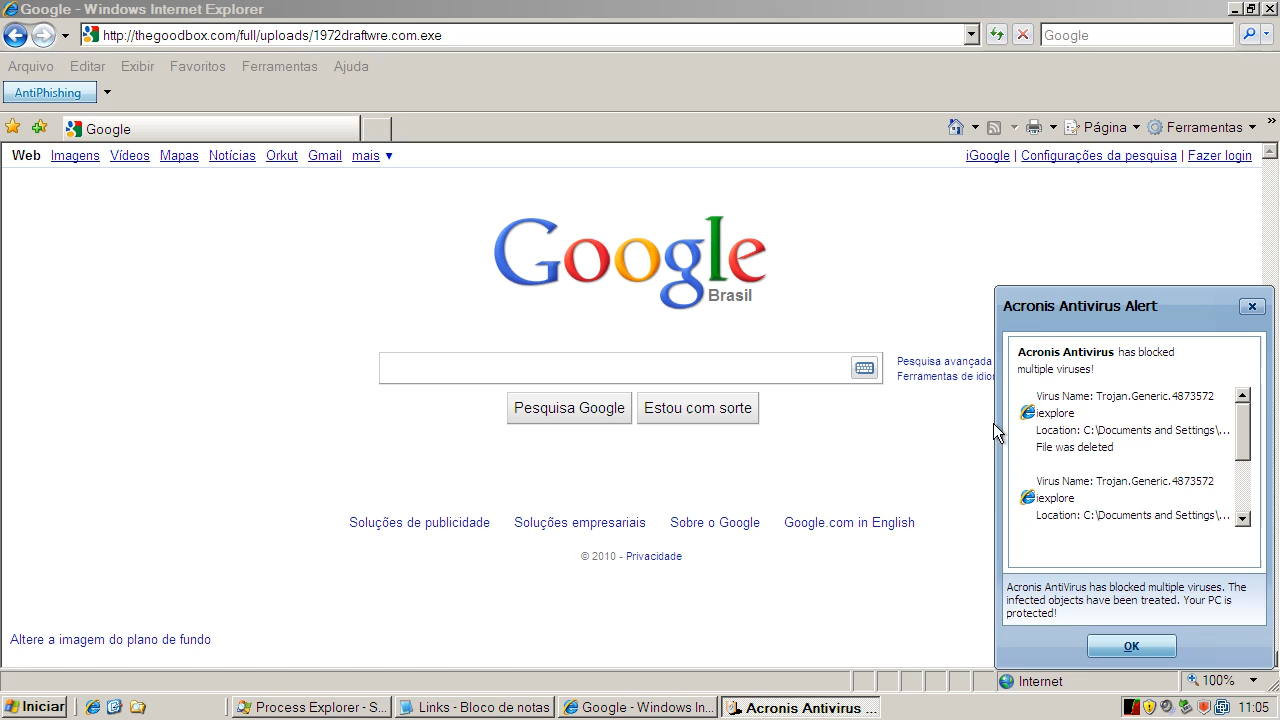 Google - Windows Internet Explorer
http://thegoodbox.com/full/uploads/1972draftwre.com.exe
Google
Arquivo Editar Exibir Favoritos Ferramentas Ajuda
AntiPhishing
Google
Página Ferramentas »
Web Imagens Vídeos Mapas Notícias Orkut Gmail mais ▼
iGoogle | Configurações da pesquisa | Fazer login
Google
Brasil
Pesquisa avançada
Ferramentas de idio
Pesquisa Google Estou com sorte
Soluções de publicidade Soluções empresariais Sobre o Google Google.com in English
© 2010 - Privacidade
Altere a imagem do plano de fundo
Acronis Antivirus Alert
Acronis Antivirus has blocked
multiple viruses!
Virus Name: Trojan.Generic.4873572
iexplore
Location: C:\Documents and Settings\...
File was deleted
Virus Name: Trojan.Generic.4873572
iexplore
Location: C:\Documents and Settings\...
Acronis AntiVirus has blocked multiple viruses. The
infected objects have been treated. Your PC is
protected!
OK
Internet 100%
Iniciar Process Explorer - S... Links - Bloco de notas Google - Windows In... Acronis Antivirus ... 11:05